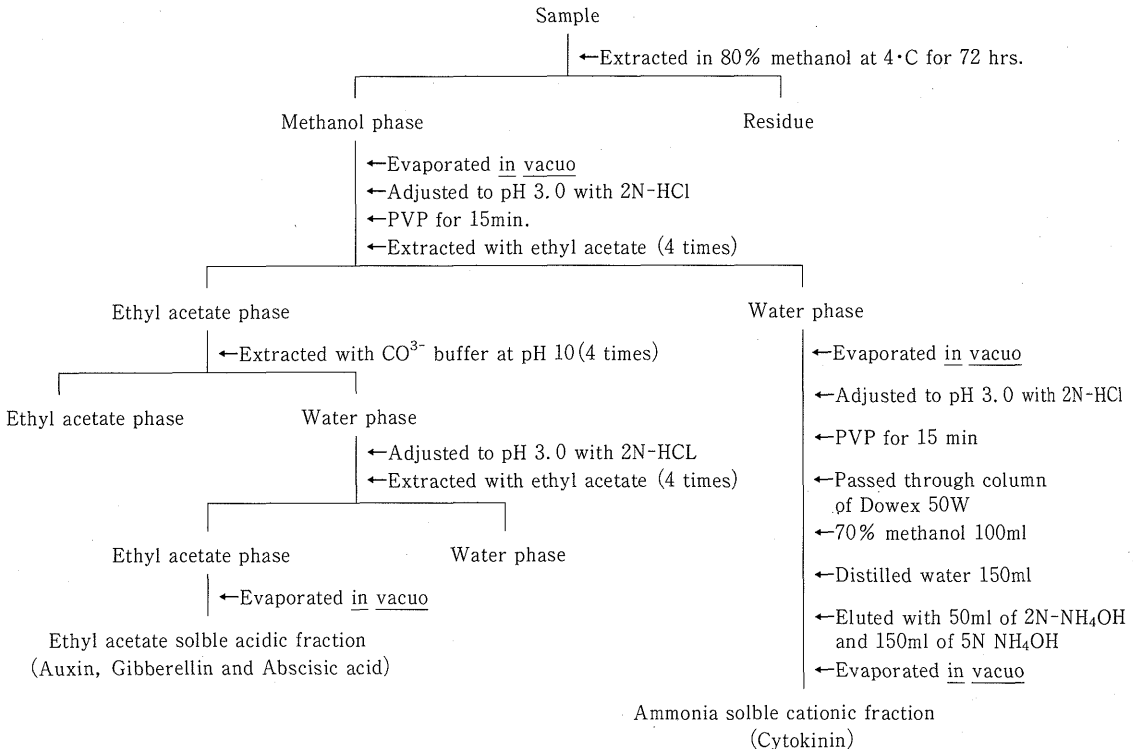 Sample
←Extracted in 80% methanol at 4·C for 72 hrs.
Methanol phase
Residue
←Evaporated in vacuo
←Adjusted to pH 3.0 with 2N-HCl
←PVP for 15min.
←Extracted with ethyl acetate (4 times)
Ethyl acetate phase
Water phase
←Extracted with CO³⁻ buffer at pH 10(4 times)
Ethyl acetate phase
Water phase
←Adjusted to pH 3.0 with 2N-HCL
←Extracted with ethyl acetate (4 times)
Ethyl acetate phase
Water phase
←Evaporated in vacuo
Ethyl acetate solble acidic fraction
(Auxin, Gibberellin and Abscisic acid)
←Evaporated in vacuo
←Adjusted to pH 3.0 with 2N-HCl
←PVP for 15 min
←Passed through column
of Dowex 50W
←70% methanol 100ml
←Distilled water 150ml
←Eluted with 50ml of 2N-NH₄OH
and 150ml of 5N NH₄OH
←Evaporated in vacuo
Ammonia solble cationic fraction
(Cytokinin)